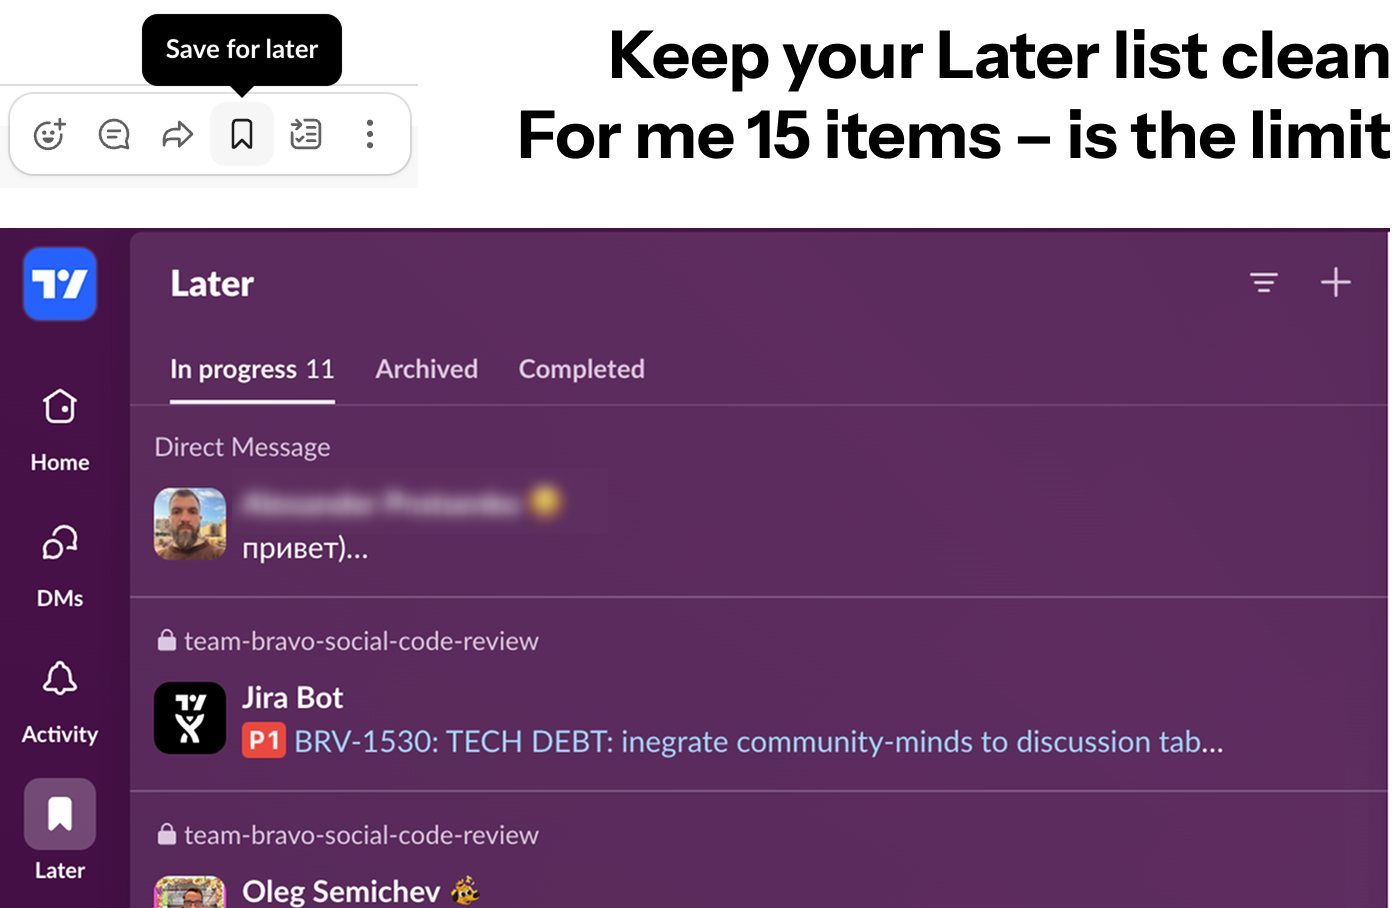 Save for later
Keep your Later list clean
For me 15 items – is the limit
Later
In progress 11
Archived
Completed
Home
DMs
Activity
Later
Direct Message
привет)...
team-bravo-social-code-review
Jira Bot
P1 BRV-1530: TECH DEBT: inegrate community-minds to discussion tab...
team-bravo-social-code-review
Oleg Semichev